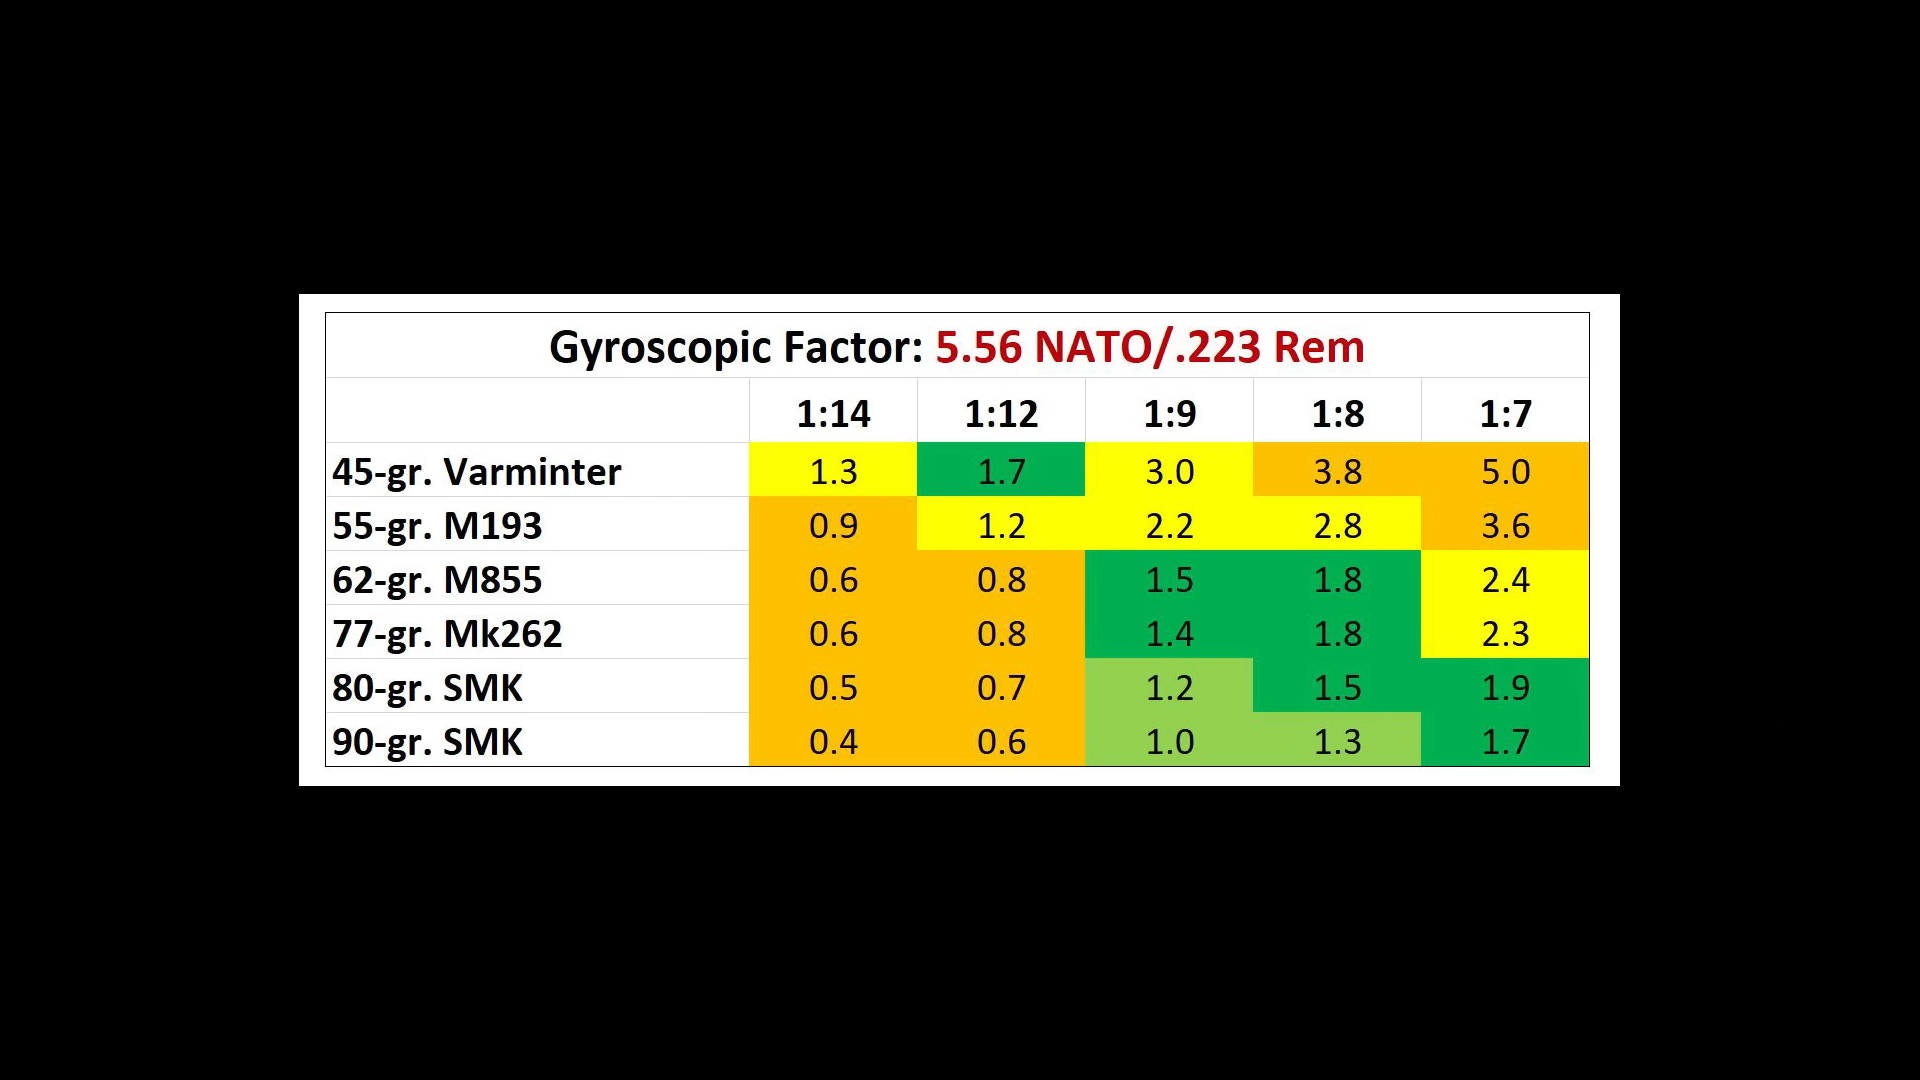 Gyroscopic Factor: 5.56 NATO/.223 Rem
1:14 1:12 1:9 1:8 1:7
45-gr. Varminter 1.3 1.7 3.0 3.8 5.0
55-gr. M193 0.9 1.2 2.2 2.8 3.6
62-gr. M855 0.6 0.8 1.5 1.8 2.4
77-gr. Mk262 0.6 0.8 1.4 1.8 2.3
80-gr. SMK 0.5 0.7 1.2 1.5 1.9
90-gr. SMK 0.4 0.6 1.0 1.3 1.7